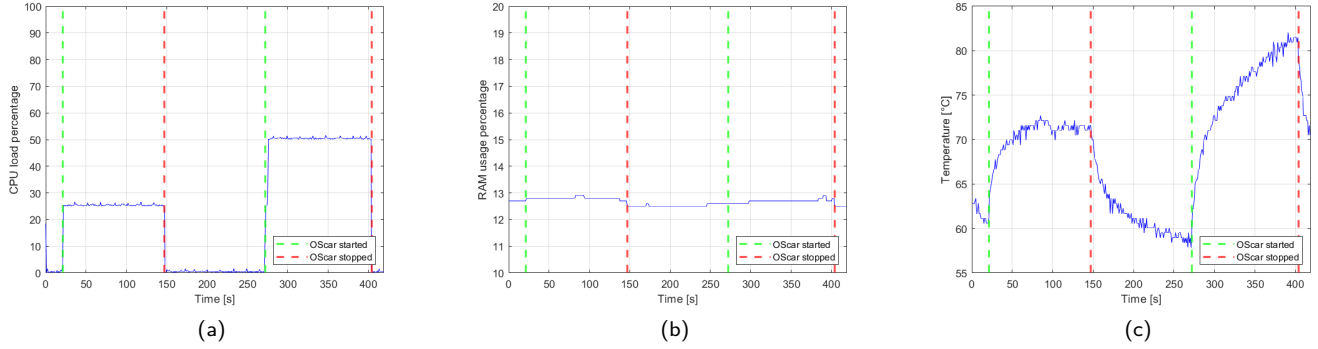 CPU load percentage
100
90
80
70
60
50
40
30
20
10
0
0 50 100 150 200 250 300 350 400
Time [s]
OScar started
OScar stopped
(a)
RAM usage percentage
20
19
18
17
16
15
14
13
12
11
10
0 50 100 150 200 250 300 350 400
Time [s]
OScar started
OScar stopped
(b)
Temperature [°C]
85
80
75
70
65
60
55
0 50 100 150 200 250 300 350 400
Time [s]
OScar started
OScar stopped
(c)